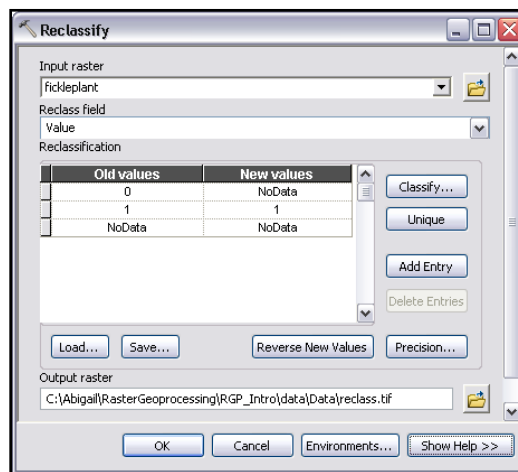 Reclassify
Input raster
fickleplant
Reclass field
Value
Reclassification
Old values New values
0 NoData
1 1
NoData NoData
Classify...
Unique
Add Entry
Delete Entries
Load... Save... Reverse New Values Precision...
Output raster
C:\Abigail\RasterGeoprocessing\RGP_Intro\data\Data\reclass.tif
OK Cancel Environments... Show Help >>